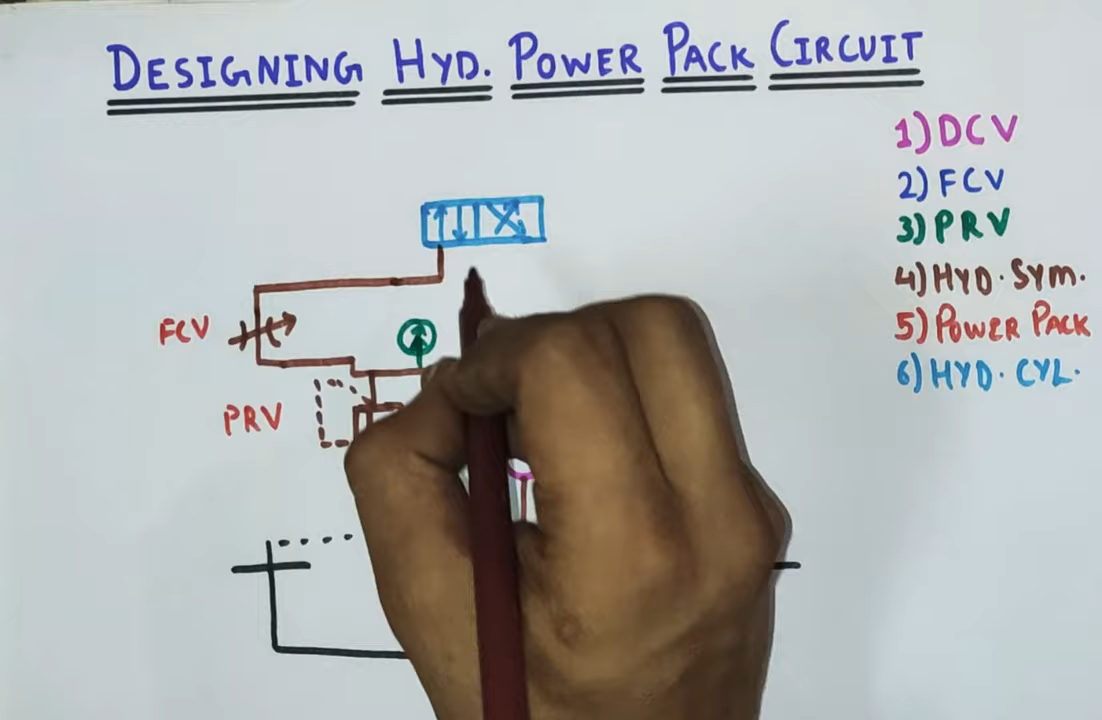 DESIGNING HYD. POWER PACK CIRCUIT
1) DCV
2) FCV
3) PRV
4) HYD. SYM.
5) POWER PACK
6) HYD. CYL.
FCV
PRV